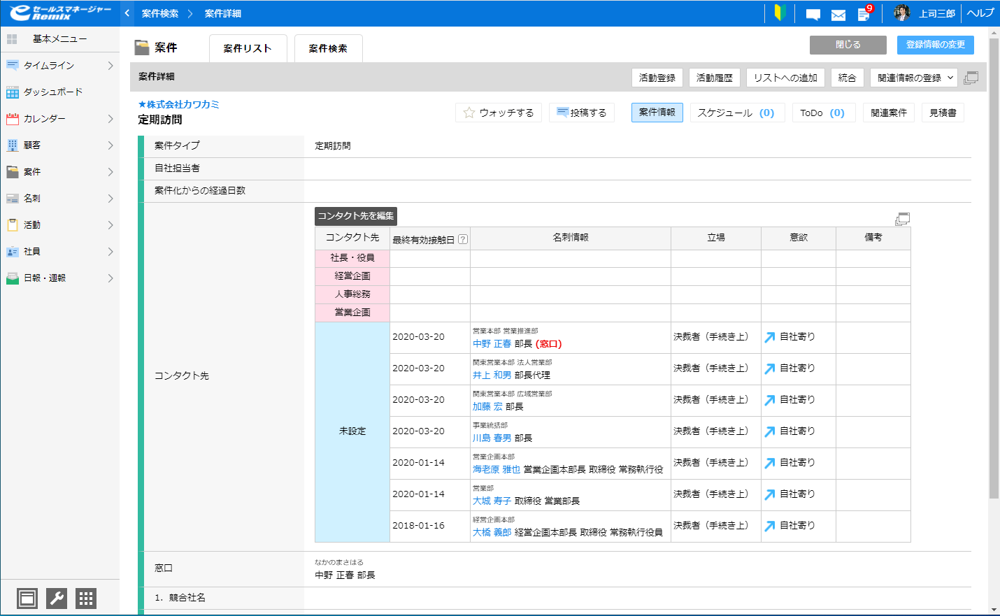 eセールスマネージャー
Remix
案件検索 案件詳細
9
上司三郎
ヘルプ
基本メニュー
タイムライン
ダッシュボード
カレンダー
顧客
案件
名刺
活動
社員
日報・週報
案件
案件リスト
案件検索
閉じる
登録情報の変更
案件詳細
活動登録
活動履歴
リストへの追加
統合
関連情報の登録
★株式会社カワカミ
定期訪問
ウォッチする
投稿する
案件情報
スケジュール (0)
ToDo (0)
関連案件
見積書
案件タイプ 定期訪問
自社担当者
案件化からの経過日数
コンタクト先
コンタクト先を編集
コンタクト先 最終有効接触日 ? 名刺情報 立場 意欲 備考
社長・役員
経営企画
人事総務
営業企画
未設定
営業本部 営業推進部
2020-03-20 中野 正春 部長 (窓口) 決裁者（手続き上） 自社寄り
関東営業本部 法人営業部
2020-03-20 井上 和男 部長代理 決裁者（手続き上） 自社寄り
関東営業本部 広域営業部
2020-03-20 加藤 宏 部長 決裁者（手続き上） 自社寄り
事業統括部
2020-03-20 川島 春男 部長 決裁者（手続き上） 自社寄り
営業企画本部
2020-01-14 海老原 雅也 営業企画本部長 取締役 常務執行役 決裁者（手続き上） 自社寄り
営業部
2020-01-14 大城 寿子 取締役 営業部長 決裁者（手続き上） 自社寄り
経営企画本部
2018-01-16 大橋 義郎 経営企画本部長 取締役 常務執行役員 決裁者（手続き上） 自社寄り
窓口
なかのまさはる
中野 正春 部長
1. 競合社名